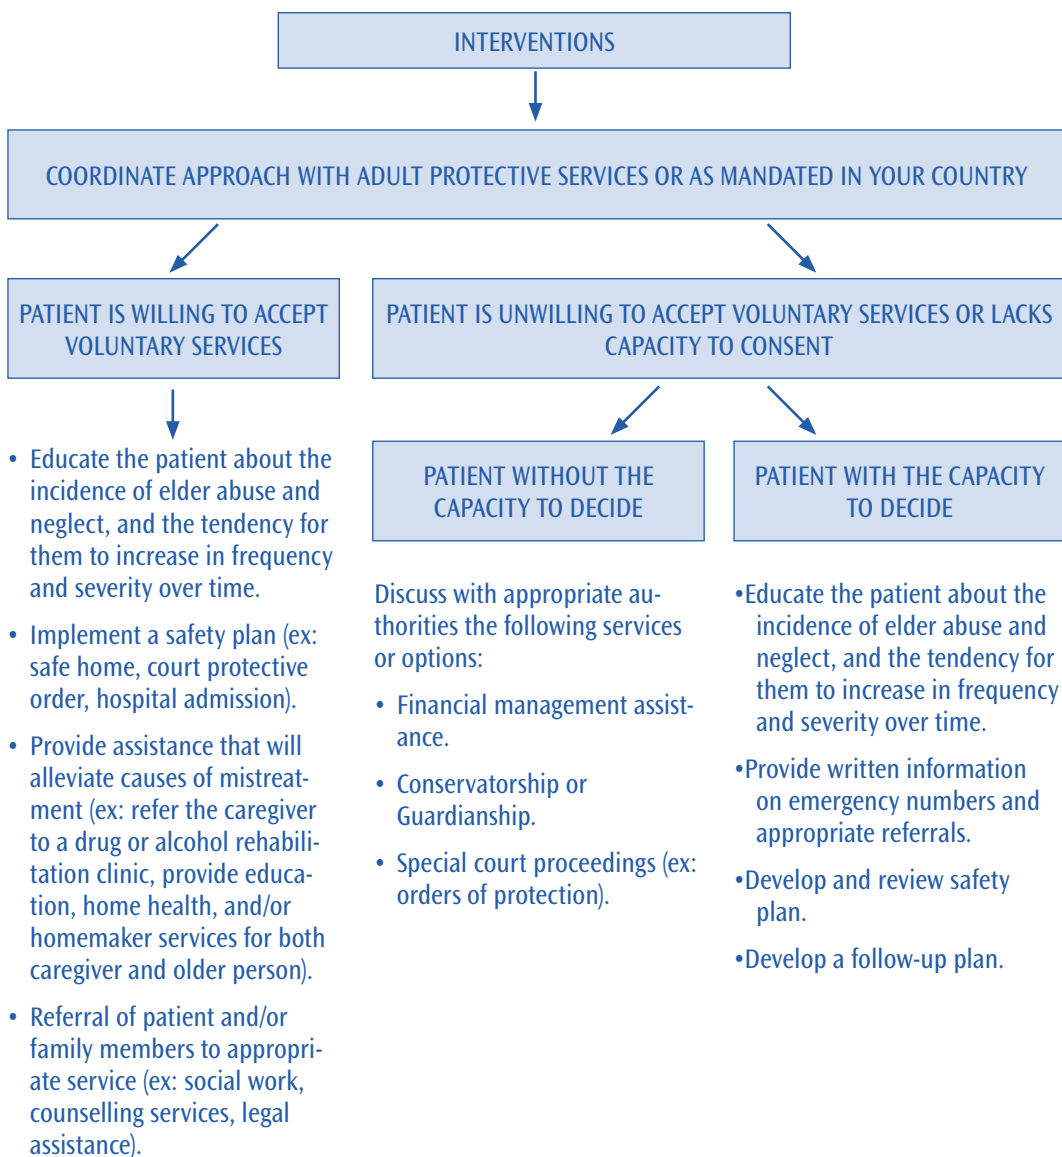 INTERVENTIONS
COORDINATE APPROACH WITH ADULT PROTECTIVE SERVICES OR AS MANDATED IN YOUR COUNTRY
PATIENT IS WILLING TO ACCEPT
VOLUNTARY SERVICES
• Educate the patient about the
incidence of elder abuse and
neglect, and the tendency for
them to increase in frequency
and severity over time.
• Implement a safety plan (ex:
safe home, court protective
order, hospital admission).
• Provide assistance that will
alleviate causes of mistreat-
ment (ex: refer the caregiver
to a drug or alcohol rehabili-
tation clinic, provide educa-
tion, home health, and/or
homemaker services for both
caregiver and older person).
• Referral of patient and/or
family members to appropri-
ate service (ex: social work,
counselling services, legal
assistance).
PATIENT IS UNWILLING TO ACCEPT VOLUNTARY SERVICES OR LACKS
CAPACITY TO CONSENT
PATIENT WITHOUT THE
CAPACITY TO DECIDE
Discuss with appropriate au-
thorities the following services
or options:
• Financial management assist-
ance.
• Conservatorship or
Guardianship.
• Special court proceedings (ex:
orders of protection).
PATIENT WITH THE CAPACITY
TO DECIDE
•Educate the patient about the
incidence of elder abuse and
neglect, and the tendency for
them to increase in frequency
and severity over time.
•Provide written information
on emergency numbers and
appropriate referrals.
•Develop and review safety
plan.
•Develop a follow-up plan.